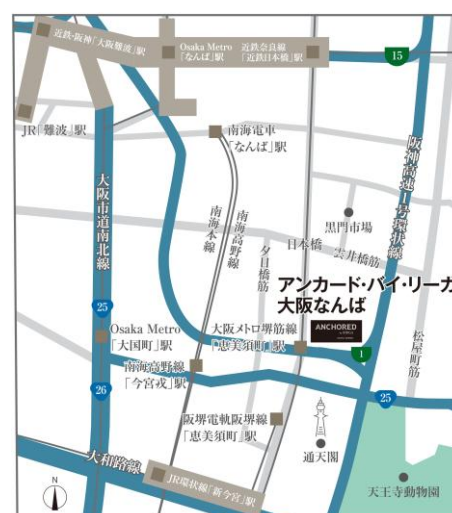 近鉄・阪神「大阪難波」駅
Osaka Metro
「なんば」駅
近鉄奈良線
「近鉄日本橋」駅
15
JR「難波」駅
南海電車
「なんば」駅
阪神高速1号環状線
大阪市道南北線
南海本線
南海高野線
夕日橋筋
日本橋
黒門市場
雲井橋筋
アンカード・バイ・リーガ
大阪なんば
ANCHORED
25
Osaka Metro
「大国町」駅
大阪メトロ堺筋線
「恵美須町」駅
1
松屋町筋
南海高野線
「今宮戎」駅
26
25
阪堺電軌阪堺線
「恵美須町」駅
通天閣
大和路線
JR環状線「新今宮」駅
天王寺動物園
N